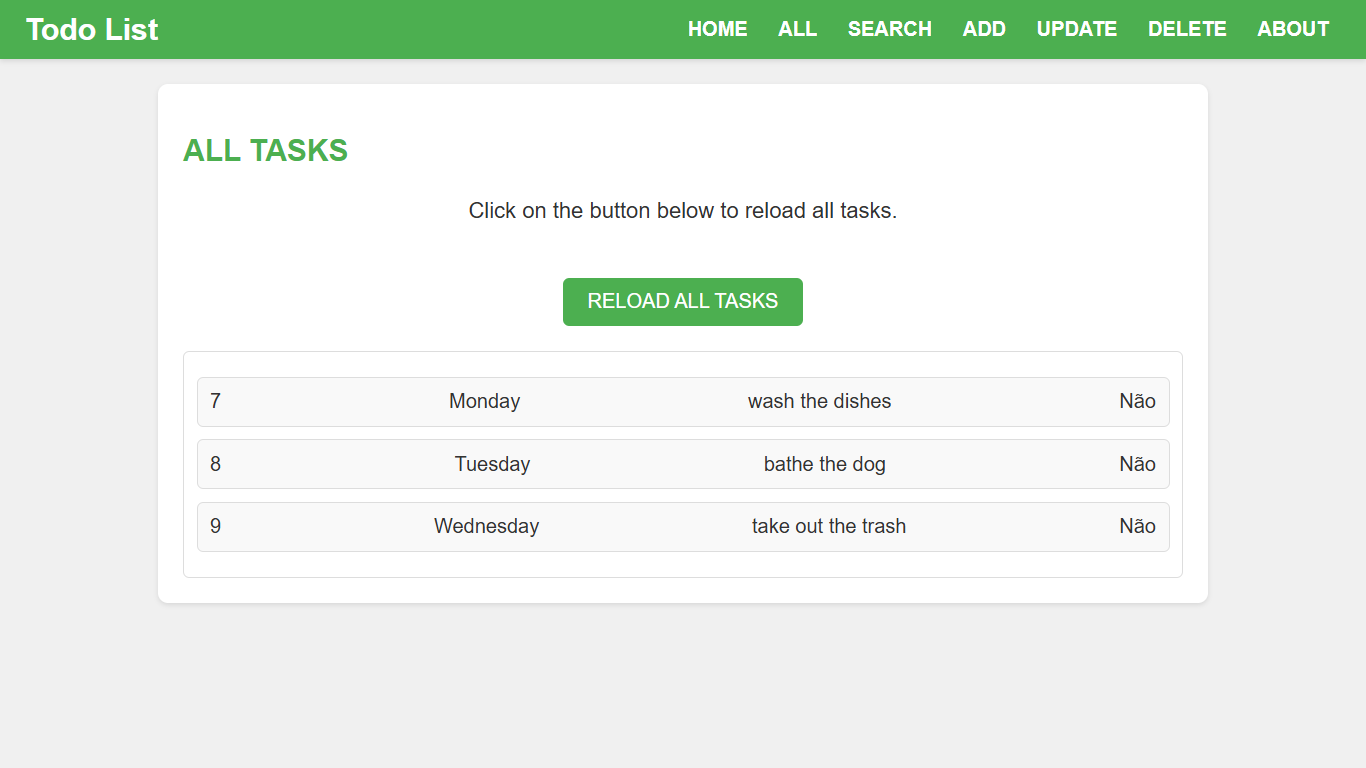 Todo List HOME ALL SEARCH ADD UPDATE DELETE ABOUT
ALL TASKS
Click on the button below to reload all tasks.
RELOAD ALL TASKS
7 Monday wash the dishes Não
8 Tuesday bathe the dog Não
9 Wednesday take out the trash Não